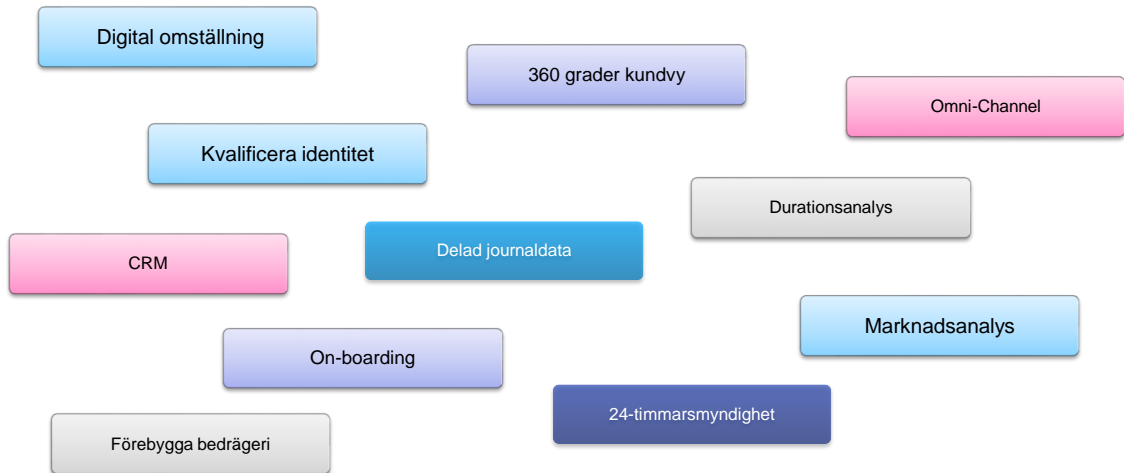 Digital omställning
360 grader kundvy
Omni-Channel
Kvalificera identitet
Durationsanalys
Delad journaldata
CRM
Marknadsanalys
On-boarding
24-timmarsmyndighet
Förebygga bedrägeri